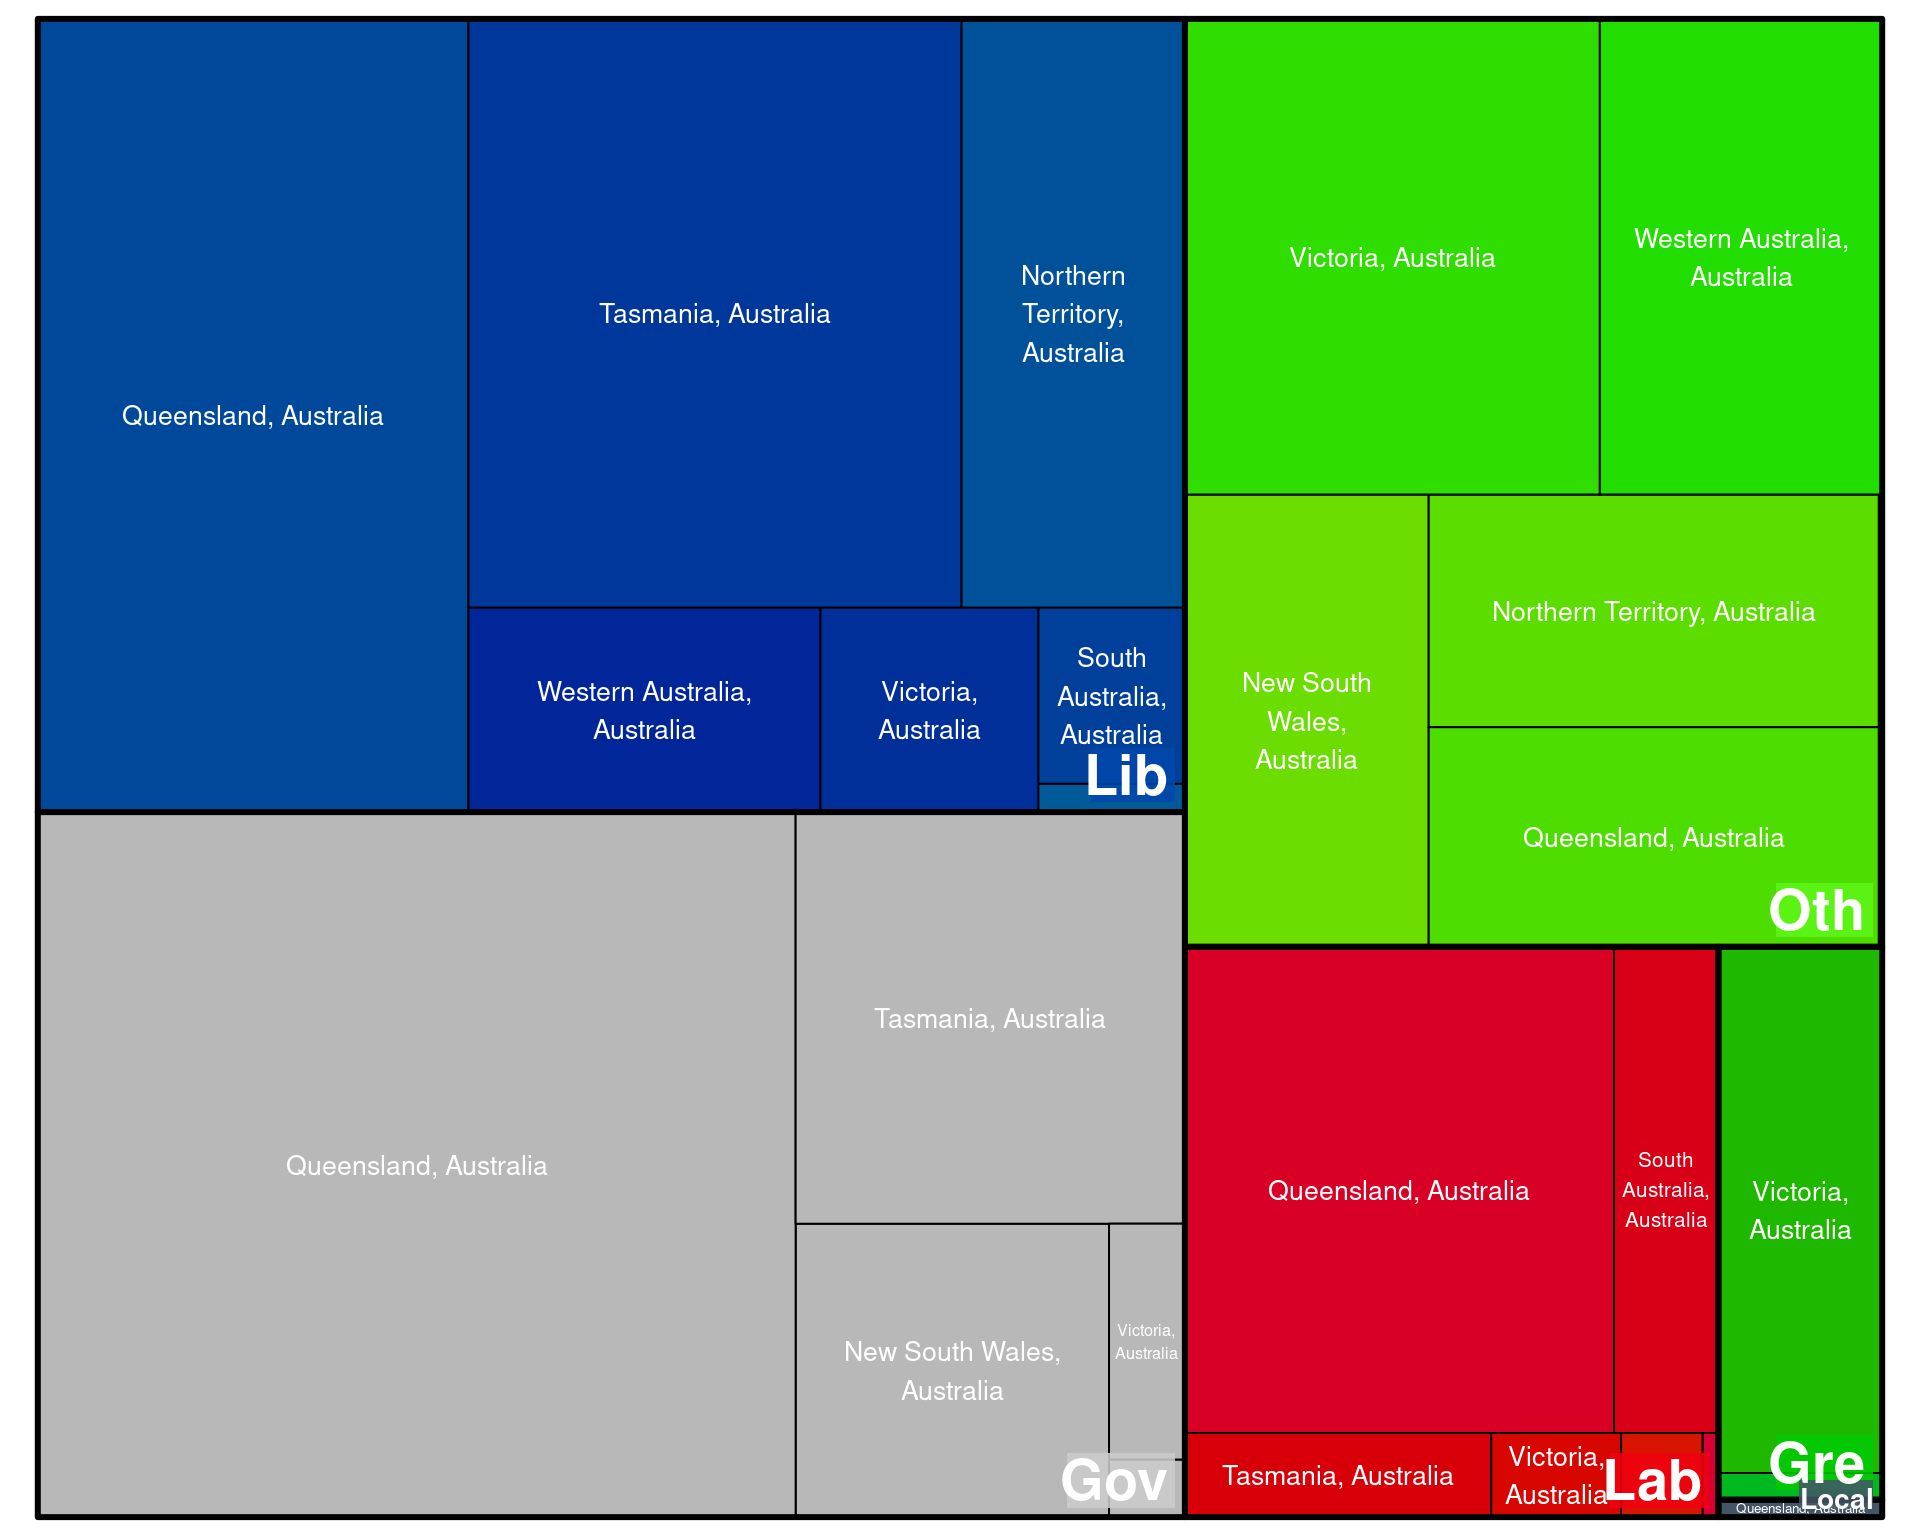 Queensland, Australia
Tasmania, Australia
Northern
Territory,
Australia
Western Australia,
Australia
Victoria,
Australia
South
Australia,
Australia
Lib
Victoria, Australia
Western Australia,
Australia
New South
Wales,
Australia
Northern Territory, Australia
Queensland, Australia
Oth
Queensland, Australia
Tasmania, Australia
New South Wales,
Australia
Victoria,
Australia
Gov
Queensland, Australia
South
Australia,
Australia
Tasmania, Australia
Victoria,
Australia
Lab
Victoria,
Australia
Gre
Queensland, Australia
Local